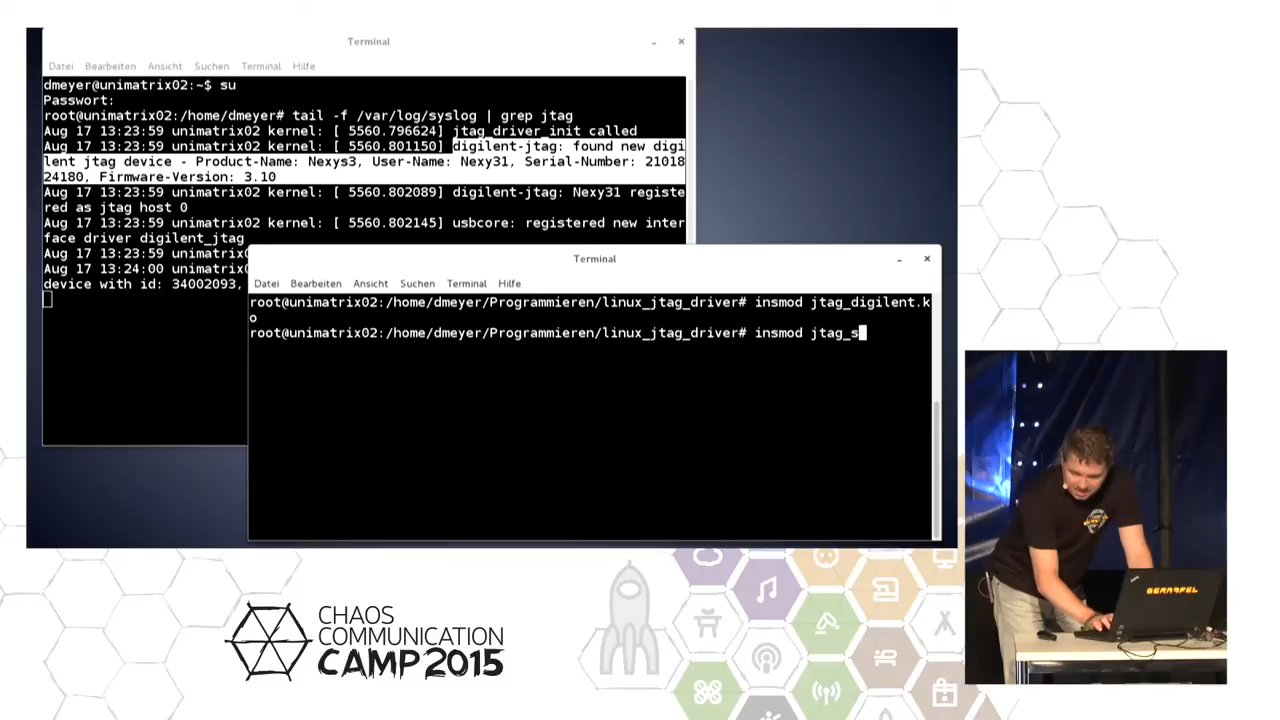 Terminal
Datei Bearbeiten Ansicht Suchen Terminal Hilfe
dmeyer@unimatrix02:~$ su
Passwort:
root@unimatrix02:/home/dmeyer# tail -f /var/log/syslog | grep jtag
Aug 17 13:23:59 unimatrix02 kernel: [ 5560.796624] jtag_driver_init called
Aug 17 13:23:59 unimatrix02 kernel: [ 5560.801150] digilent-jtag: found new digi
lent jtag device - Product-Name: Nexys3, User-Name: Nexy31, Serial-Number: 21018
24180, Firmware-Version: 3.10
Aug 17 13:23:59 unimatrix02 kernel: [ 5560.802089] digilent-jtag: Nexy31 registe
red as jtag host 0
Aug 17 13:23:59 unimatrix02 kernel: [ 5560.802145] usbcore: registered new inter
face driver digilent_jtag
Aug 17 13:23:59 unimatrix0
Aug 17 13:24:00 unimatrix0
device with id: 34002093,
Terminal
Datei Bearbeiten Ansicht Suchen Terminal Hilfe
root@unimatrix02:/home/dmeyer/Programmieren/linux_jtag_driver# insmod jtag_digilent.k
o
root@unimatrix02:/home/dmeyer/Programmieren/linux_jtag_driver# insmod jtag_s
GERAFFEL
CHAOS
COMMUNICATION
CAMP 2015